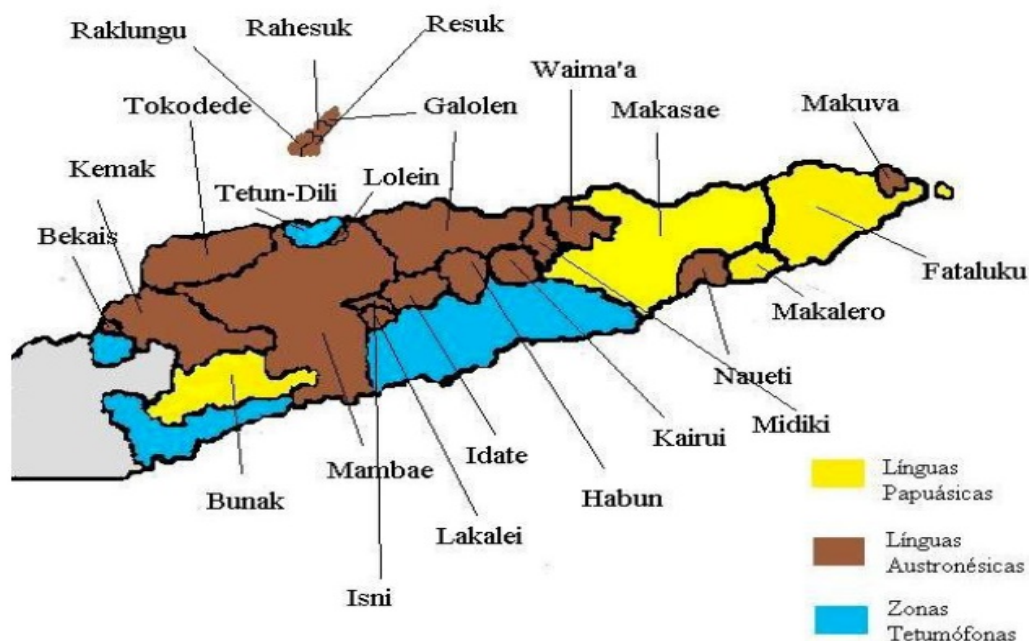 Raklungu
Rahesuk
Resuk
Waima'a
Tokodede
Galolen
Makasae
Makuva
Kemak
Tetun-Dili
Lolein
Bekais
Fataluku
Makalero
Naueti
Midiki
Kairui
Idate
Mambae
Habun
Bunak
Lakalei
Isni
Línguas
Papuásicas
Línguas
Austronésicas
Zonas
Tetumófonas